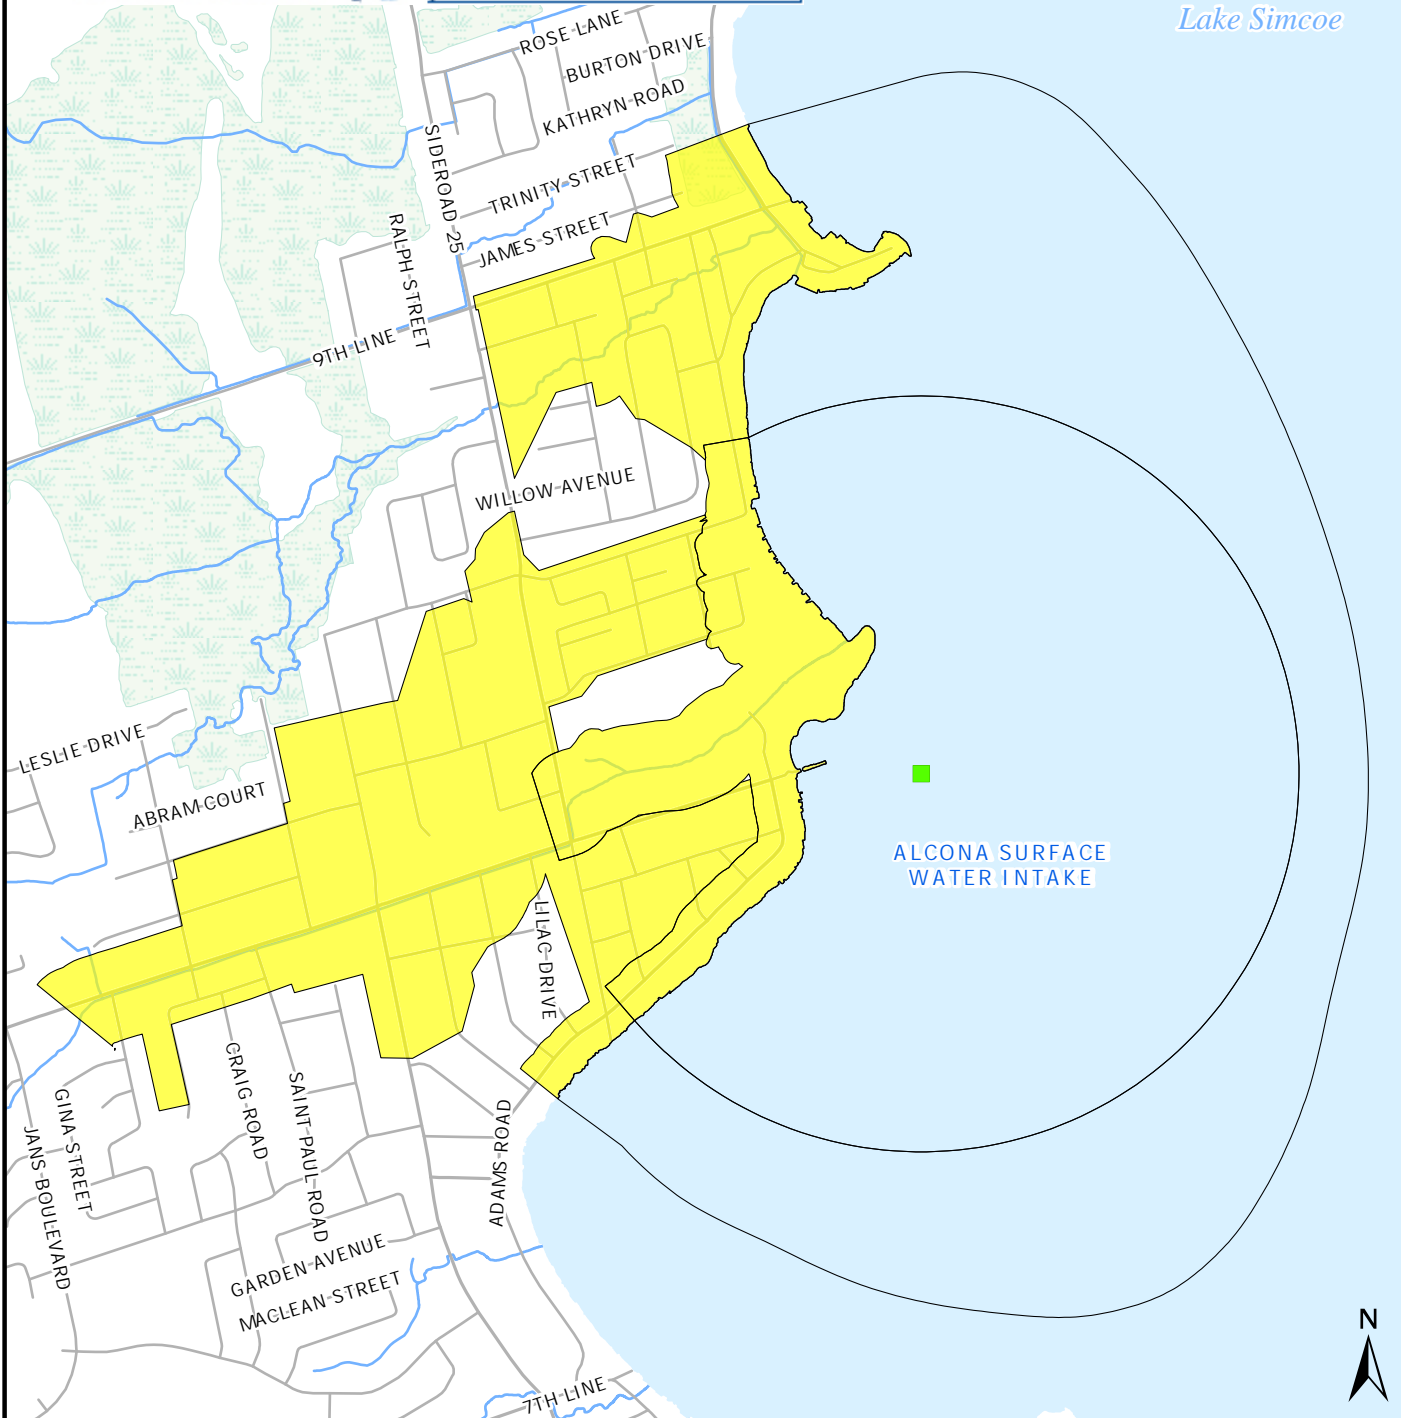 Lake Simcoe
ROSE LANE
BURTON DRIVE
KATHRYN ROAD
SIDEROAD 25
TRINITY STREET
JAMES STREET
RALPH STREET
9TH LINE
WILLOW AVENUE
LESLIE DRIVE
ABRAM COURT
ALCONA SURFACE
WATER INTAKE
LILAC DRIVE
CRAIG ROAD
SAINT PAUL ROAD
GINA STREET
JANS BOULEVARD
ADAMS ROAD
GARDEN AVENUE
MACLEAN STREET
N
7TH LINE